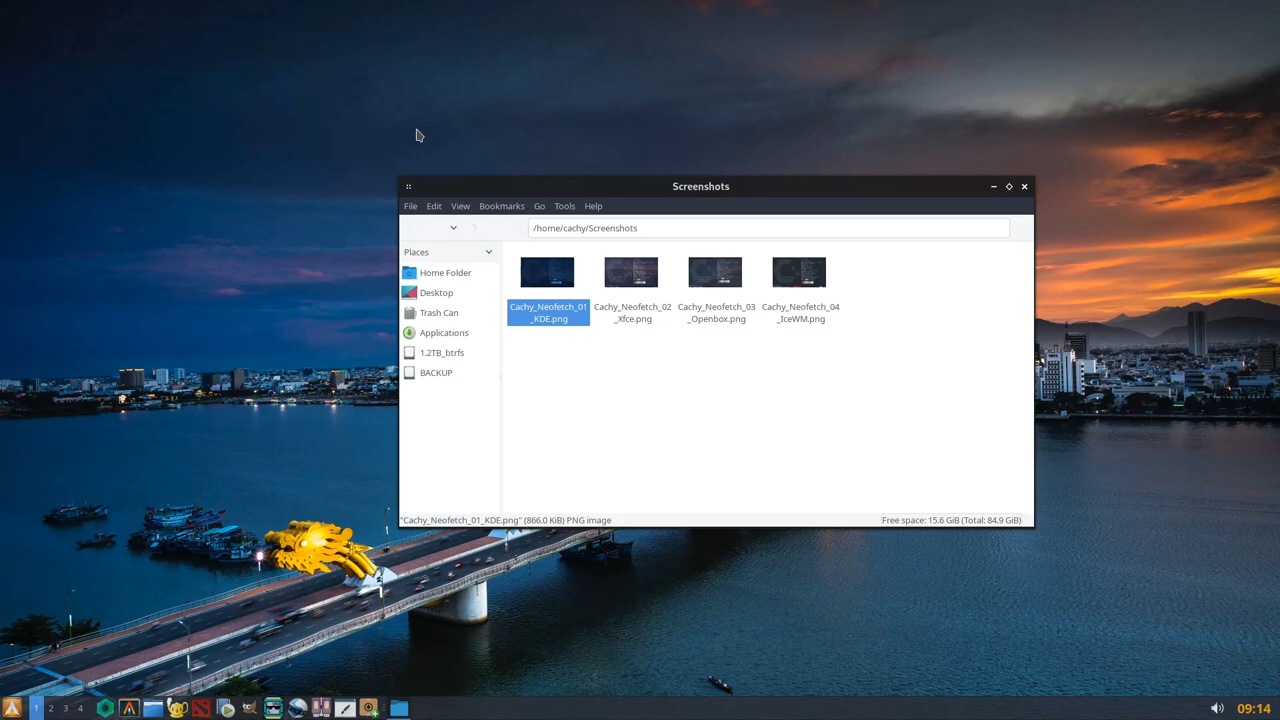 Screenshots
File Edit View Bookmarks Go Tools Help
/home/cachy/Screenshots
Places
Home Folder
Desktop
Trash Can
Applications
1.2TB_btrfs
BACKUP
Cachy_Neofetch_01
_KDE.png
Cachy_Neofetch_02
_Xfce.png
Cachy_Neofetch_03
_Openbox.png
Cachy_Neofetch_04
_IceWM.png
"Cachy_Neofetch_01_KDE.png" (866.0 KiB) PNG image
Free space: 15.6 GiB (Total: 84.9 GiB)
1 2 3 4
09:14